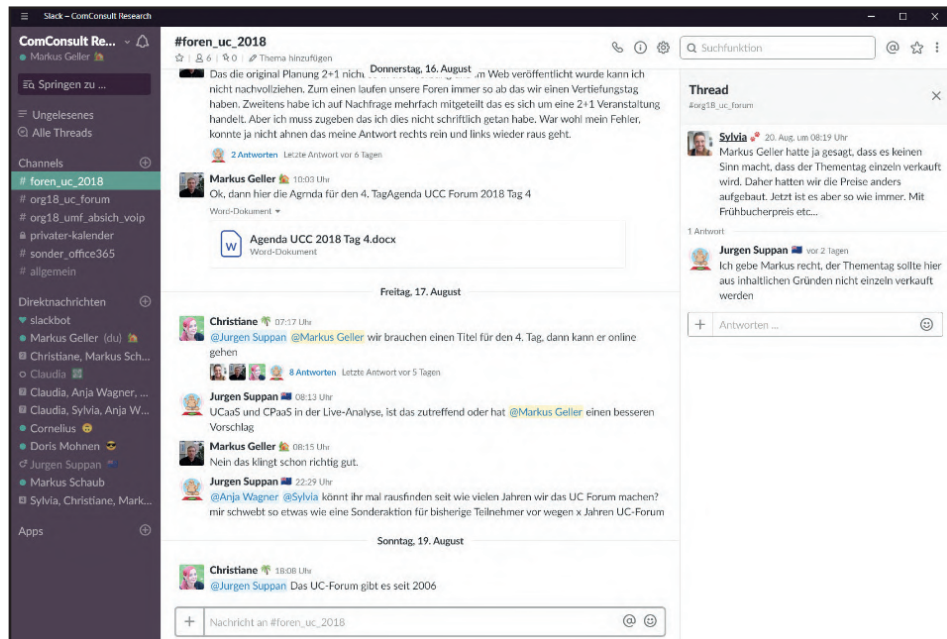 Slack – ComConsult Research
ComConsult Re...
Markus Geller
Springen zu ...
Ungelesenes
Alle Threads
Channels
# foren_uc_2018
# org18_uc_forum
# org18_umf_absich_voip
privater-kalender
# sonder_office365
# allgemein
Direktnachrichten
slackbot
Markus Geller (du)
Christiane, Markus Sch...
Claudia
Claudia, Anja Wagner, ...
Claudia, Sylvia, Anja W...
Cornelius
Doris Mohnen
Jurgen Suppan
Markus Schaub
4 Sylvia, Christiane, Mark...
Apps
#foren_uc_2018
6 0 Thema hinzufügen
Suchfunktion
Donnerstag, 16. August
Das die original Planung 2+1 nicht
im Web veröffentlicht wurde kann ich
nicht nachvollziehen. Zum einen laufen unsere Foren immer so ab das wir einen Vertiefungstag
haben. Zweitens habe ich auf Nachfrage mehrfach mitgeteilt das es sich um eine 2+1 Veranstaltung
handelt. Aber ich muss zugeben das ich dies nicht schriftlich getan habe. War wohl mein Fehler,
konnte ja nicht ahnen das meine Antwort rechts rein und links wieder raus geht.
2 Antworten Letzte Antwort vor 6 Tagen
Markus Geller 10:03 Uhr
Ok, dann hier die Agrnda für den 4. TagAgenda UCC Forum 2018 Tag 4
Word-Dokument
W
Agenda UCC 2018 Tag 4.docx
Word-Dokument
Freitag, 17. August
Christiane 07:17 Uhr
@Jurgen Suppan @Markus Geller wir brauchen einen Titel für den 4. Tag, dann kann er online
gehen
8 Antworten Letzte Antwort vor 5 Tagen
Jurgen Suppan 08:13 Uhr
UCaaS und CPaaS in der Live-Analyse, ist das zutreffend oder hat @Markus Geller einen besseren
Vorschlag
Markus Geller 08:15 Uhr
Nein das klingt schon richtig gut.
Jurgen Suppan 22:29 Uhr
@Anja Wagner @Sylvia könnt ihr mal rausfinden seit wie vielen Jahren wir das UC Forum machen?
mir schwebt so etwas wie eine Sonderaktion für bisherige Teilnehmer vor wegen x Jahren UC-Forum
Sonntag, 19. August
Christiane 18:08 Uhr
@Jurgen Suppan Das UC-Forum gibt es seit 2006
Nachricht an #foren_uc_2018
Thread
#org18_uc_forum
Sylvia 20. Aug. um 08:19 Uhr
Markus Geller hatte ja gesagt, dass es keinen
Sinn macht, dass der Thementag einzeln verkauft
wird. Daher hatten wir die Preise anders
aufgebaut. Jetzt ist es aber so wie immer. Mit
Frühbucherpreis etc...
1 Antwort
Jurgen Suppan vor 2 Tagen
Ich gebe Markus recht, der Thementag sollte hier
aus inhaltlichen Gründen nicht einzeln verkauft
werden
Antworten ...